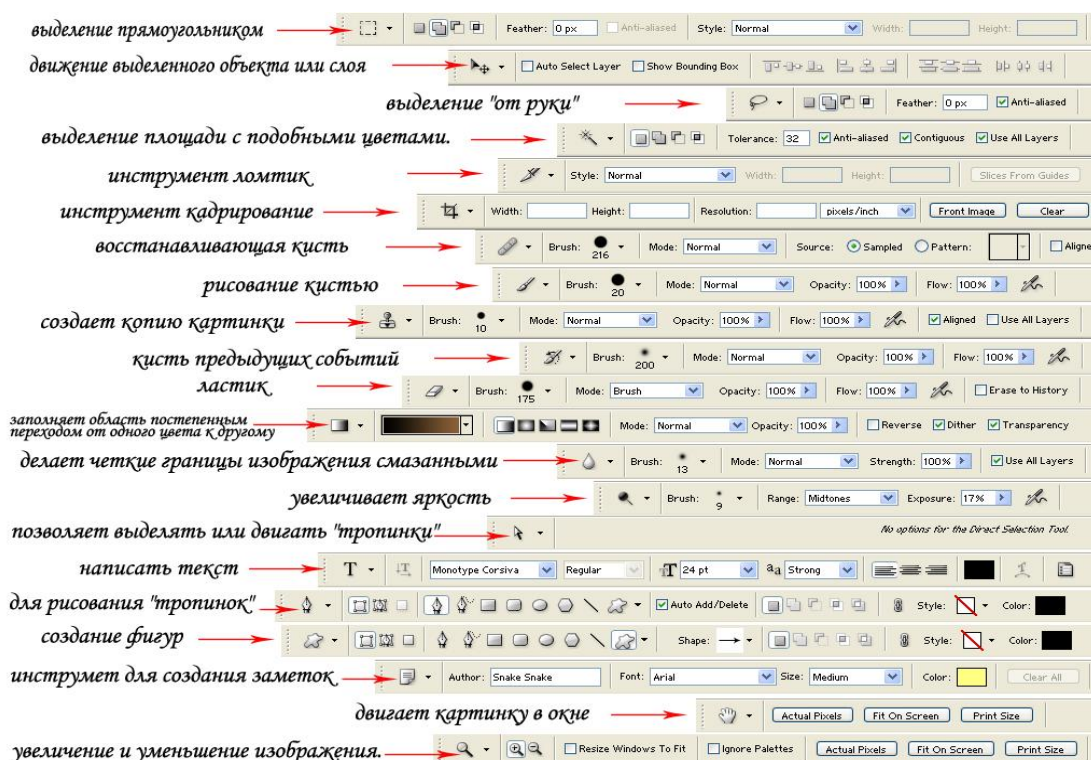 выделение прямоугольником Feather: 0 px Anti-aliased Style: Normal Width: Height:
движение выделенного объекта или слоя Auto Select Layer Show Bounding Box
выделение "от руки" Feather: 0 px Anti-aliased
выделение площади с подобными цветами. Tolerance: 32 Anti-aliased Contiguous Use All Layers
инструмент ломтик Style: Normal Width: Height: Slices From Guides
инструмент кадрирование Width: Height: Resolution: pixels/inch Front Image Clear
восстанавливающая кисть Brush: 216 Mode: Normal Source: Sampled Pattern: Aligne
рисование кистью Brush: 20 Mode: Normal Opacity: 100% Flow: 100%
создает копию картинки Brush: 10 Mode: Normal Opacity: 100% Flow: 100% Aligned Use All Layers
кисть предыдущих событий Brush: 200 Mode: Normal Opacity: 100% Flow: 100%
ластик Brush: 175 Mode: Brush Opacity: 100% Flow: 100% Erase to History
заполняет область постепенным
переходом от одного цвета к другому Mode: Normal Opacity: 100% Reverse Dither Transparency
делает четкие границы изображения смазанными Brush: 13 Mode: Normal Strength: 100% Use All Layers
увеличивает яркость Brush: 9 Range: Midtones Exposure: 17%
позволяет выделять или двигать "тропинки" No options for the Direct Selection Tool.
написать текст T T Monotype Corsiva Regular T 24 pt aa Strong
для рисования "тропинок" Auto Add/Delete Style: Color:
создание фигур Shape: Style: Color:
инструмет для создания заметок Author: Snake Snake Font: Arial Size: Medium Color: Clear All
двигает картинку в окне Actual Pixels Fit On Screen Print Size
увеличение и уменьшение изображения. Resize Windows To Fit Ignore Palettes Actual Pixels Fit On Screen Print Size